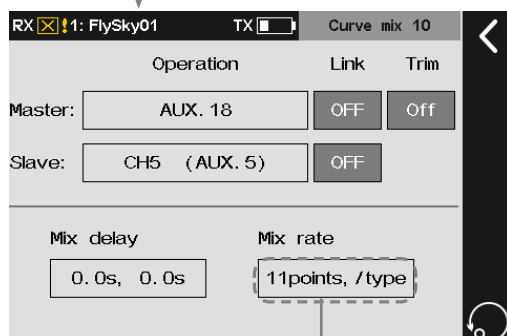 RX !1: FlySky01 TX Curve mix 10
Operation Link Trim
Master: AUX. 18 OFF Off
Slave: CH5 (AUX. 5) OFF
Mix delay Mix rate
0. 0s, 0. 0s 11points, /type